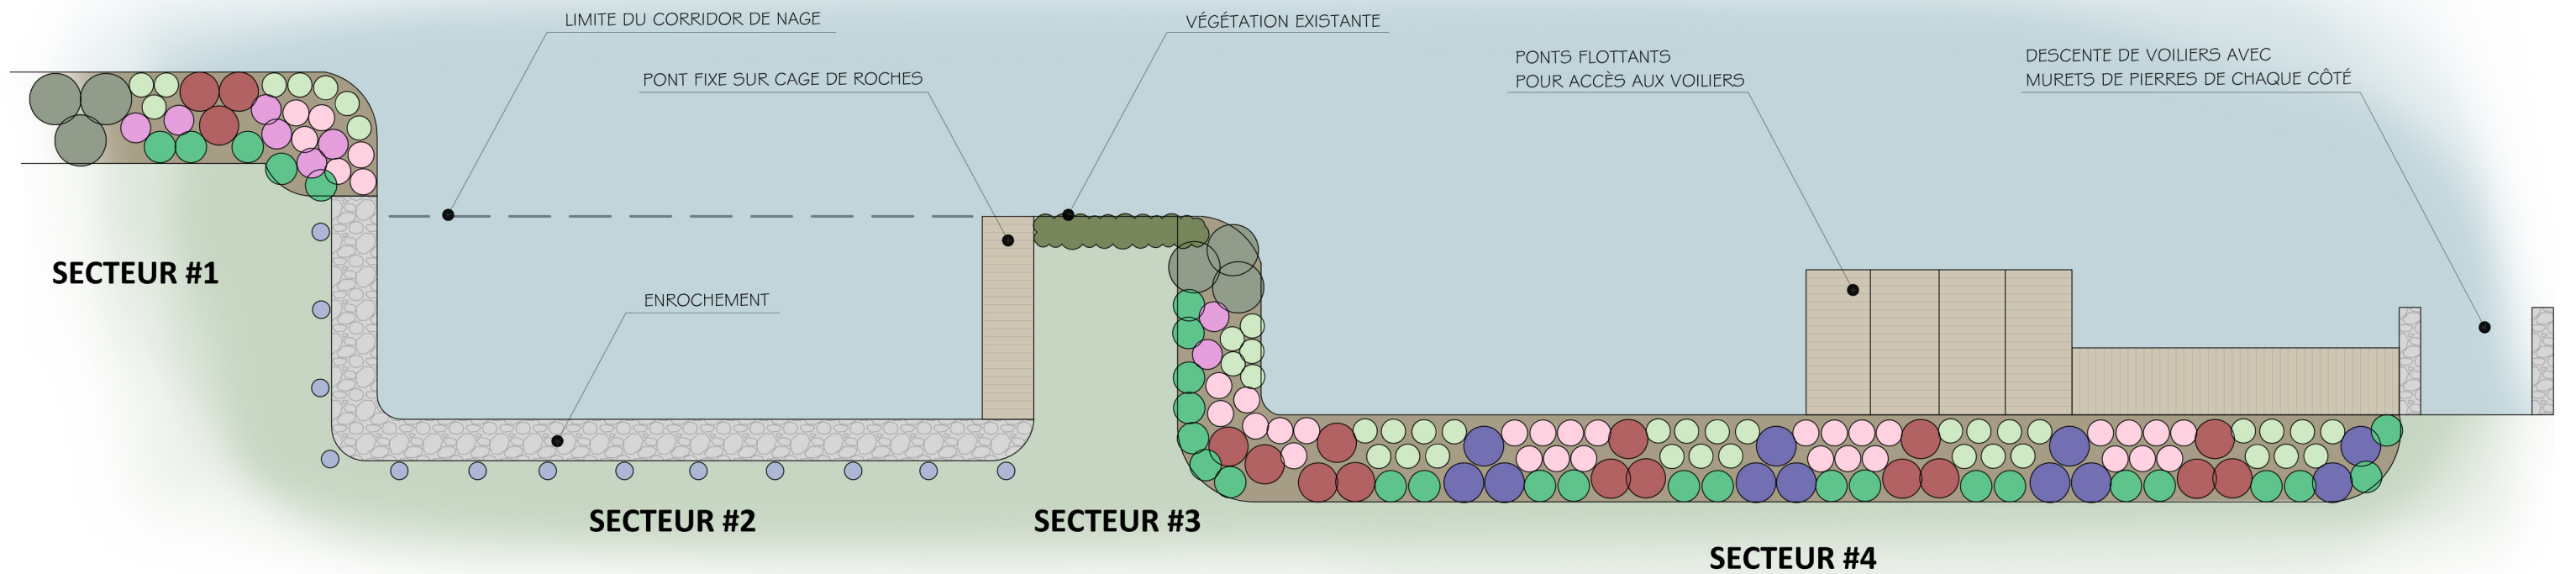 LIMITE DU CORRIDOR DE NAGE
VÉGÉTATION EXISTANTE
PONT FIXE SUR CAGE DE ROCHES
PONTS FLOTTANTS
POUR ACCÈS AUX VOILIERS
DESCENTE DE VOILIERS AVEC
MURETS DE PIERRES DE CHAQUE CÔTÉ
SECTEUR #1
ENROCHEMENT
SECTEUR #2
SECTEUR #3
SECTEUR #4